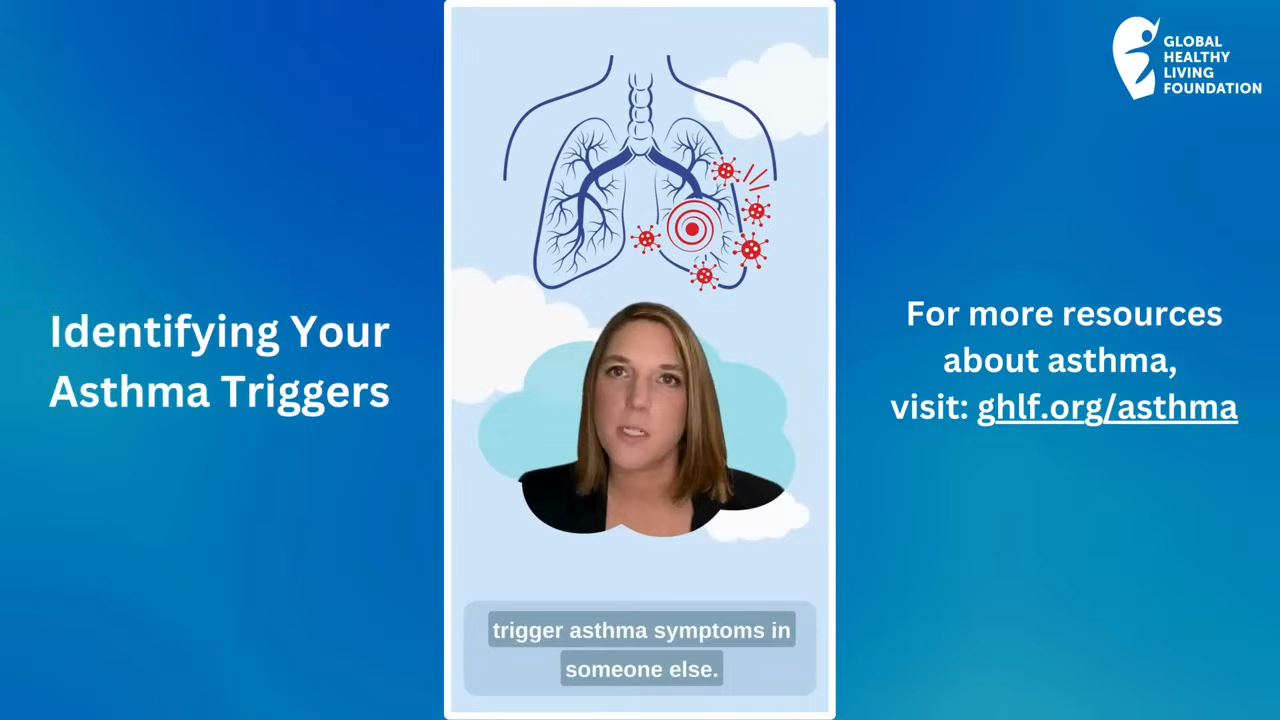 Identifying Your
Asthma Triggers
trigger asthma symptoms in
someone else.
GLOBAL
HEALTHY
LIVING
FOUNDATION
For more resources
about asthma,
visit: ghlf.org/asthma